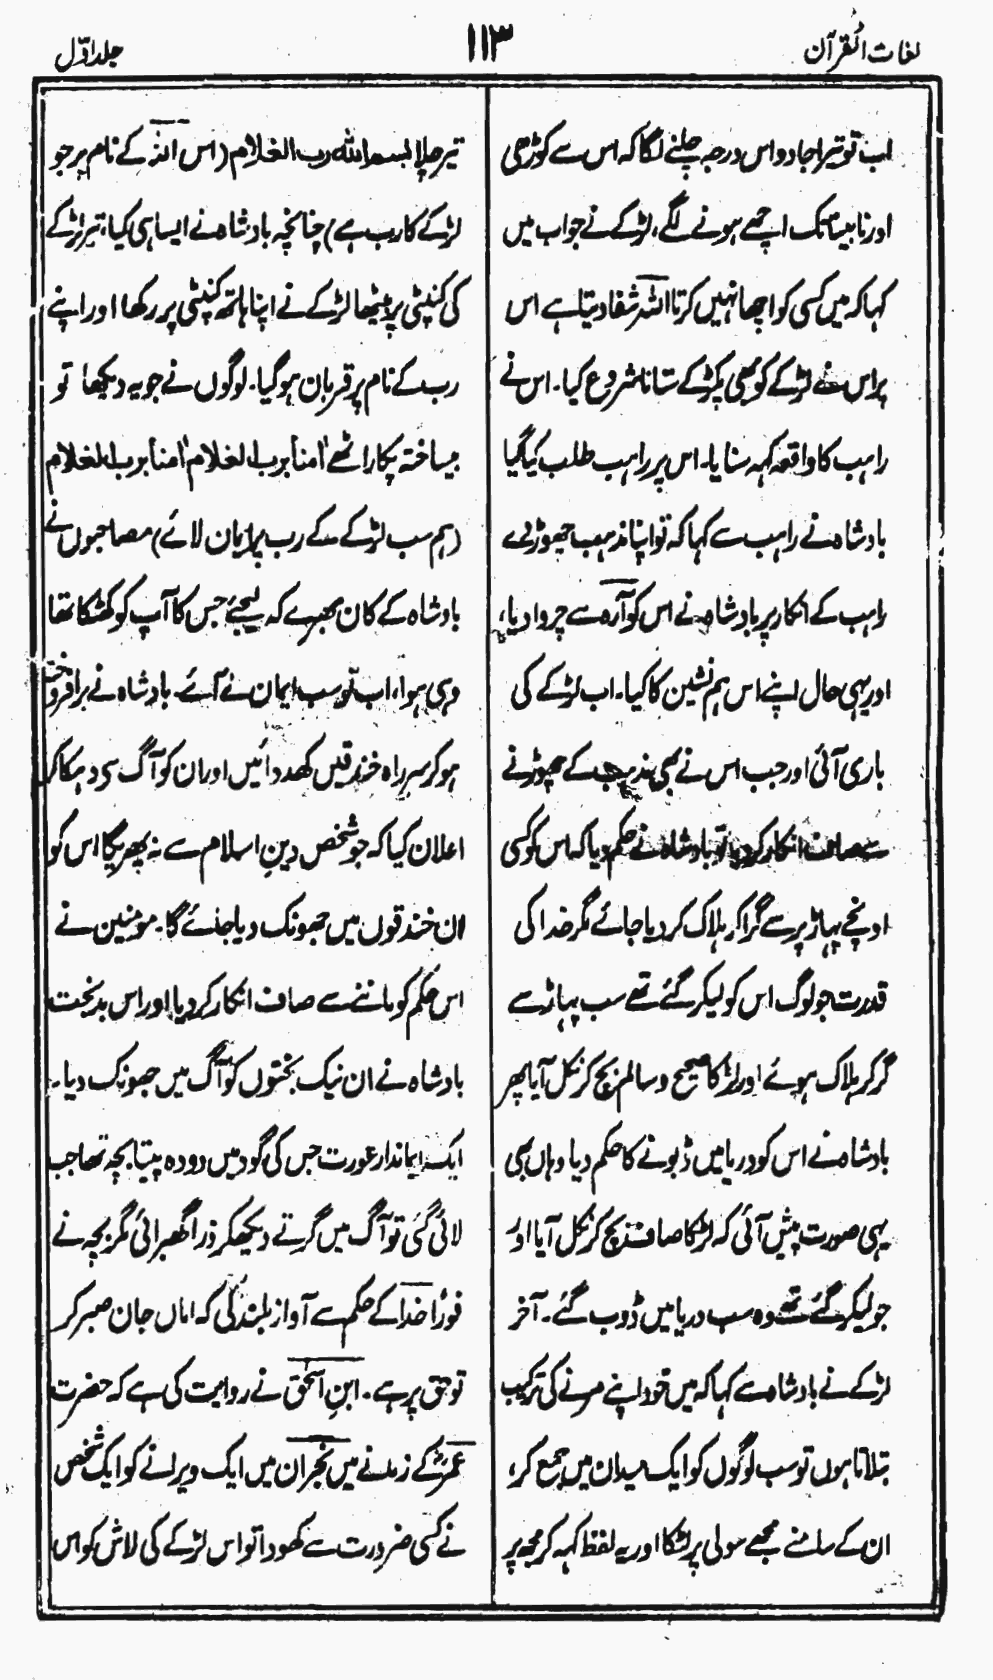 لغات القرآن
۱۱۳
جلد اوّل
اب تو تیرا جادو اس درجہ چلنے لگا کہ اس سے کوڑھی
اور نابینا تک اچھے ہونے لگے، لڑکے نے جواب میں
کہا کہ میں کسی کو اچھا نہیں کرتا اللہ شفا دیتا ہے اس
پر اس نے لڑکے کو بھی پکڑ کے ستانا شروع کیا۔ اس نے
راہب کا واقعہ کہہ سنایا۔ اس پر راہب طلب کیا گیا
بادشاہ نے راہب سے کہا کہ تو اپنا مذہب چھوڑ دے
راہب کے انکار پر بادشاہ نے اس کو آرہ سے چروا دیا،
اور یہی حال اپنے اس ہم نشین کا کیا۔ اب لڑکے کی
باری آئی اور جب اس نے بھی مذہب کے چھوڑنے
سے صاف انکار کر دیا تو بادشاہ نے حکم دیا کہ اس کو کسی
اونچے پہاڑ پر سے گرا کر ہلاک کر دیا جائے مگر خدا کی
قدرت جو لوگ اس کو لیکر گئے تھے سب پہاڑ سے
گر کر ہلاک ہوئے اور لڑکا صحیح و سالم بچ کر نکل آیا پھر
بادشاہ نے اس کو دریا میں ڈبونے کا حکم دیا وہاں بھی
یہی صورت پیش آئی کہ لڑکا صاف بچ کر نکل آیا اور
جو لیکر گئے تھے وہ سب دریا میں ڈوب گئے۔ آخر
لڑکے نے بادشاہ سے کہا کہ میں خود اپنے مرنے کی ترکیب
بتلاتا ہوں تو سب لوگوں کو ایک میدان میں جمع کر،
ان کے سامنے مجھے سولی پر لٹکا اور یہ لفظ کہہ کر مجھ پر
تیر چلا بسم اللہ رب الغلام (اس اللہ کے نام پر جو
لڑکے کا رب ہے) چنانچہ بادشاہ نے ایسا ہی کیا، تیر لڑکے
کی کنپٹی پر بیٹھا لڑکے نے اپنا ہاتھ کنپٹی پر رکھا اور اپنے
رب کے نام پر قربان ہو گیا۔ لوگوں نے جو یہ دیکھا تو
بیساختہ پکار اٹھے اٰمنا برب الغلام اٰمنا برب الغلام
(ہم سب لڑکے کے رب پر ایمان لائے) مصاحبوں نے
بادشاہ کے کان بھرے کہ لیجئے جس کا آپ کو کھٹکا تھا
وہی ہوا، اب تو سب ایمان لے آئے۔ بادشاہ نے برافروختہ
ہو کر سر راہ خندقیں کھدوائیں اور ان کو آگ سے دہکا کر
اعلان کیا کہ جو شخص دینِ اسلام سے نہ پھریگا اس کو
ان خندقوں میں جھونک دیا جائے گا۔ مومنین نے
اس حکم کو ماننے سے صاف انکار کر دیا اور اس بدبخت
بادشاہ نے ان نیک بختوں کو آگ میں جھونک دیا۔
ایک ایماندار عورت جس کی گود میں دودھ پیتا بچہ تھا جب
لائی گئی تو آگ میں گرتے دیکھکر ذرا گھبرائی مگر بچہ نے
فوراً خدا کے حکم سے آواز بلند کی کہ اماں جان صبر کر
تو حق پر ہے۔ ابنِ اسحٰق نے روایت کی ہے کہ حضرت
عمرؓ کے زمانے میں نجران میں ایک ویرانے کو ایک شخص
نے کسی ضرورت سے کھودا تو اس لڑکے کی لاش کو اس